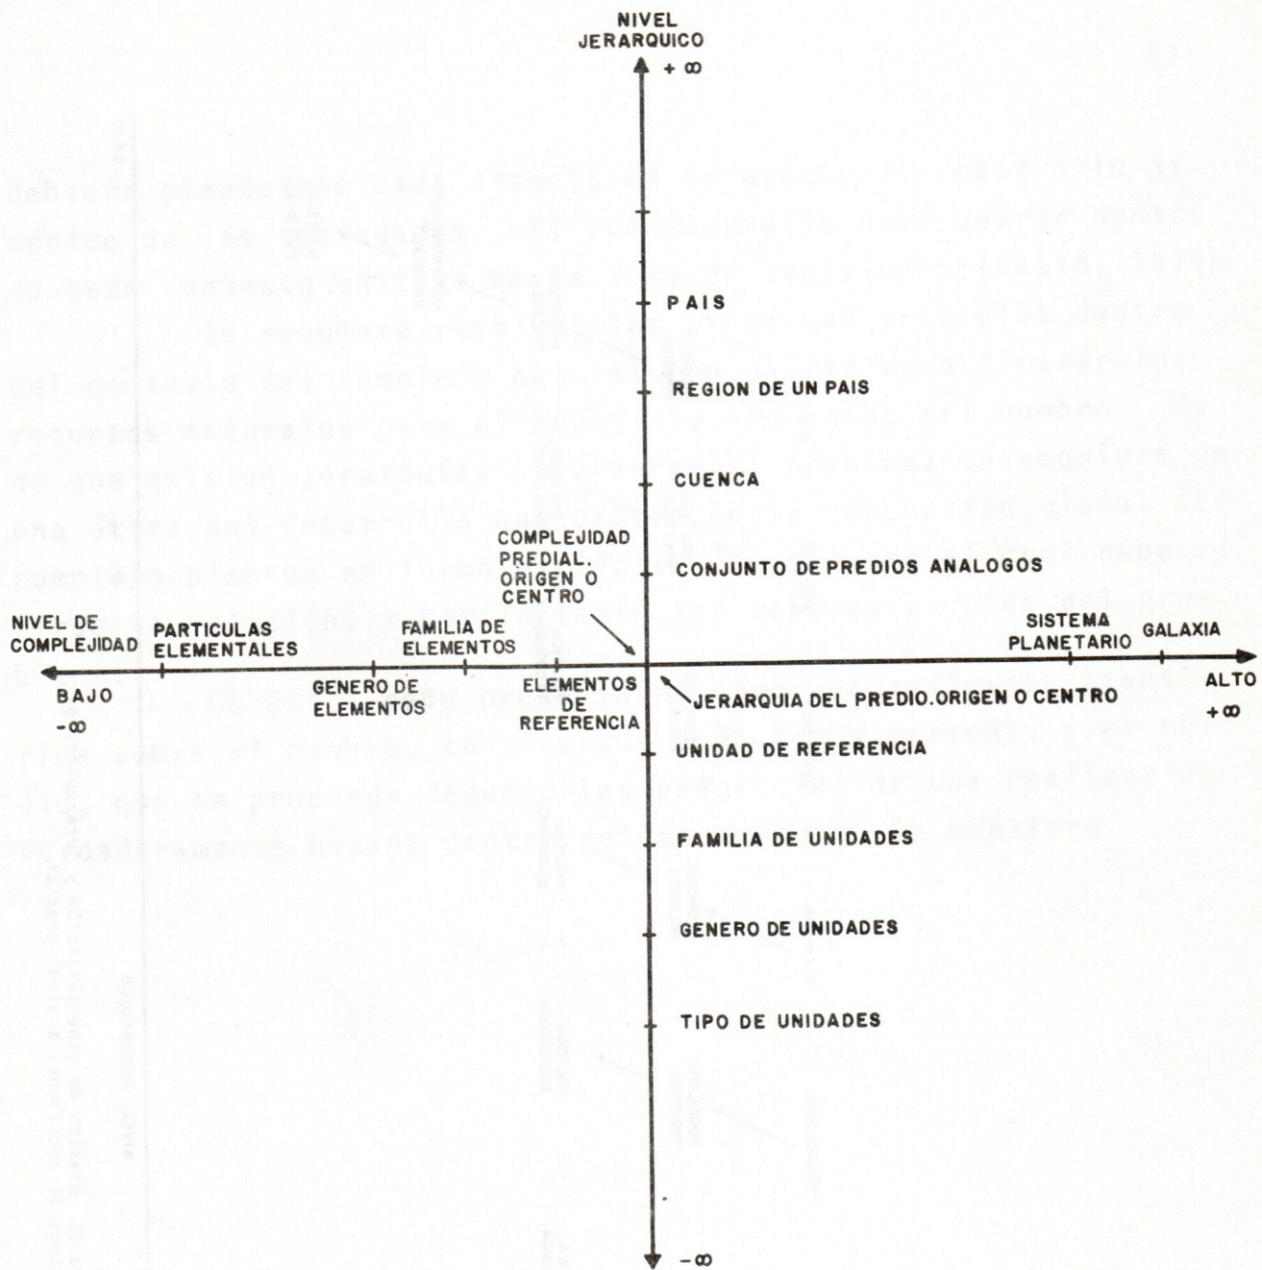 NIVEL
JERARQUICO
+ ∞
PAIS
REGION DE UN PAIS
CUENCA
COMPLEJIDAD
PREDIAL.
ORIGEN O
CENTRO
CONJUNTO DE PREDIOS ANALOGOS
NIVEL DE
COMPLEJIDAD
PARTICULAS
ELEMENTALES
FAMILIA DE
ELEMENTOS
SISTEMA
PLANETARIO
GALAXIA
BAJO
-∞
GENERO DE
ELEMENTOS
ELEMENTOS
DE
REFERENCIA
JERARQUIA DEL PREDIO.ORIGEN O CENTRO
ALTO
+∞
UNIDAD DE REFERENCIA
FAMILIA DE UNIDADES
GENERO DE UNIDADES
TIPO DE UNIDADES
-∞